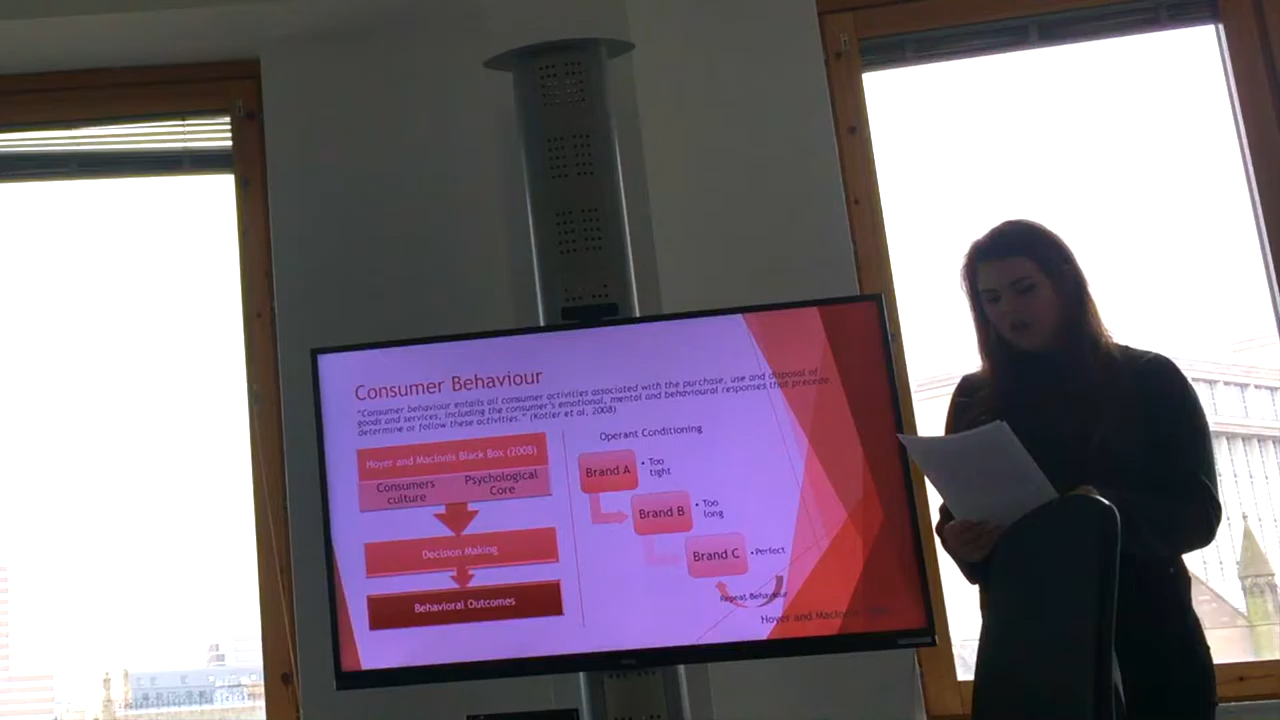 Consumer Behaviour
"Consumer behaviour entails all consumer activities associated with the purchase, use and disposal of
goods and services, including the consumer's emotional, mental and behavioural responses that precede,
determine or follow these activities." (Kotler et al, 2008)
Hoyer and MacInnis Black Box (2008)
Consumers
culture
Psychological
Core
Decision Making
Behavioral Outcomes
Operant Conditioning
Brand A
• Too
tight
Brand B
• Too
long
Brand C
•Perfect
Repeat Behaviour
Hoyer and MacInnis